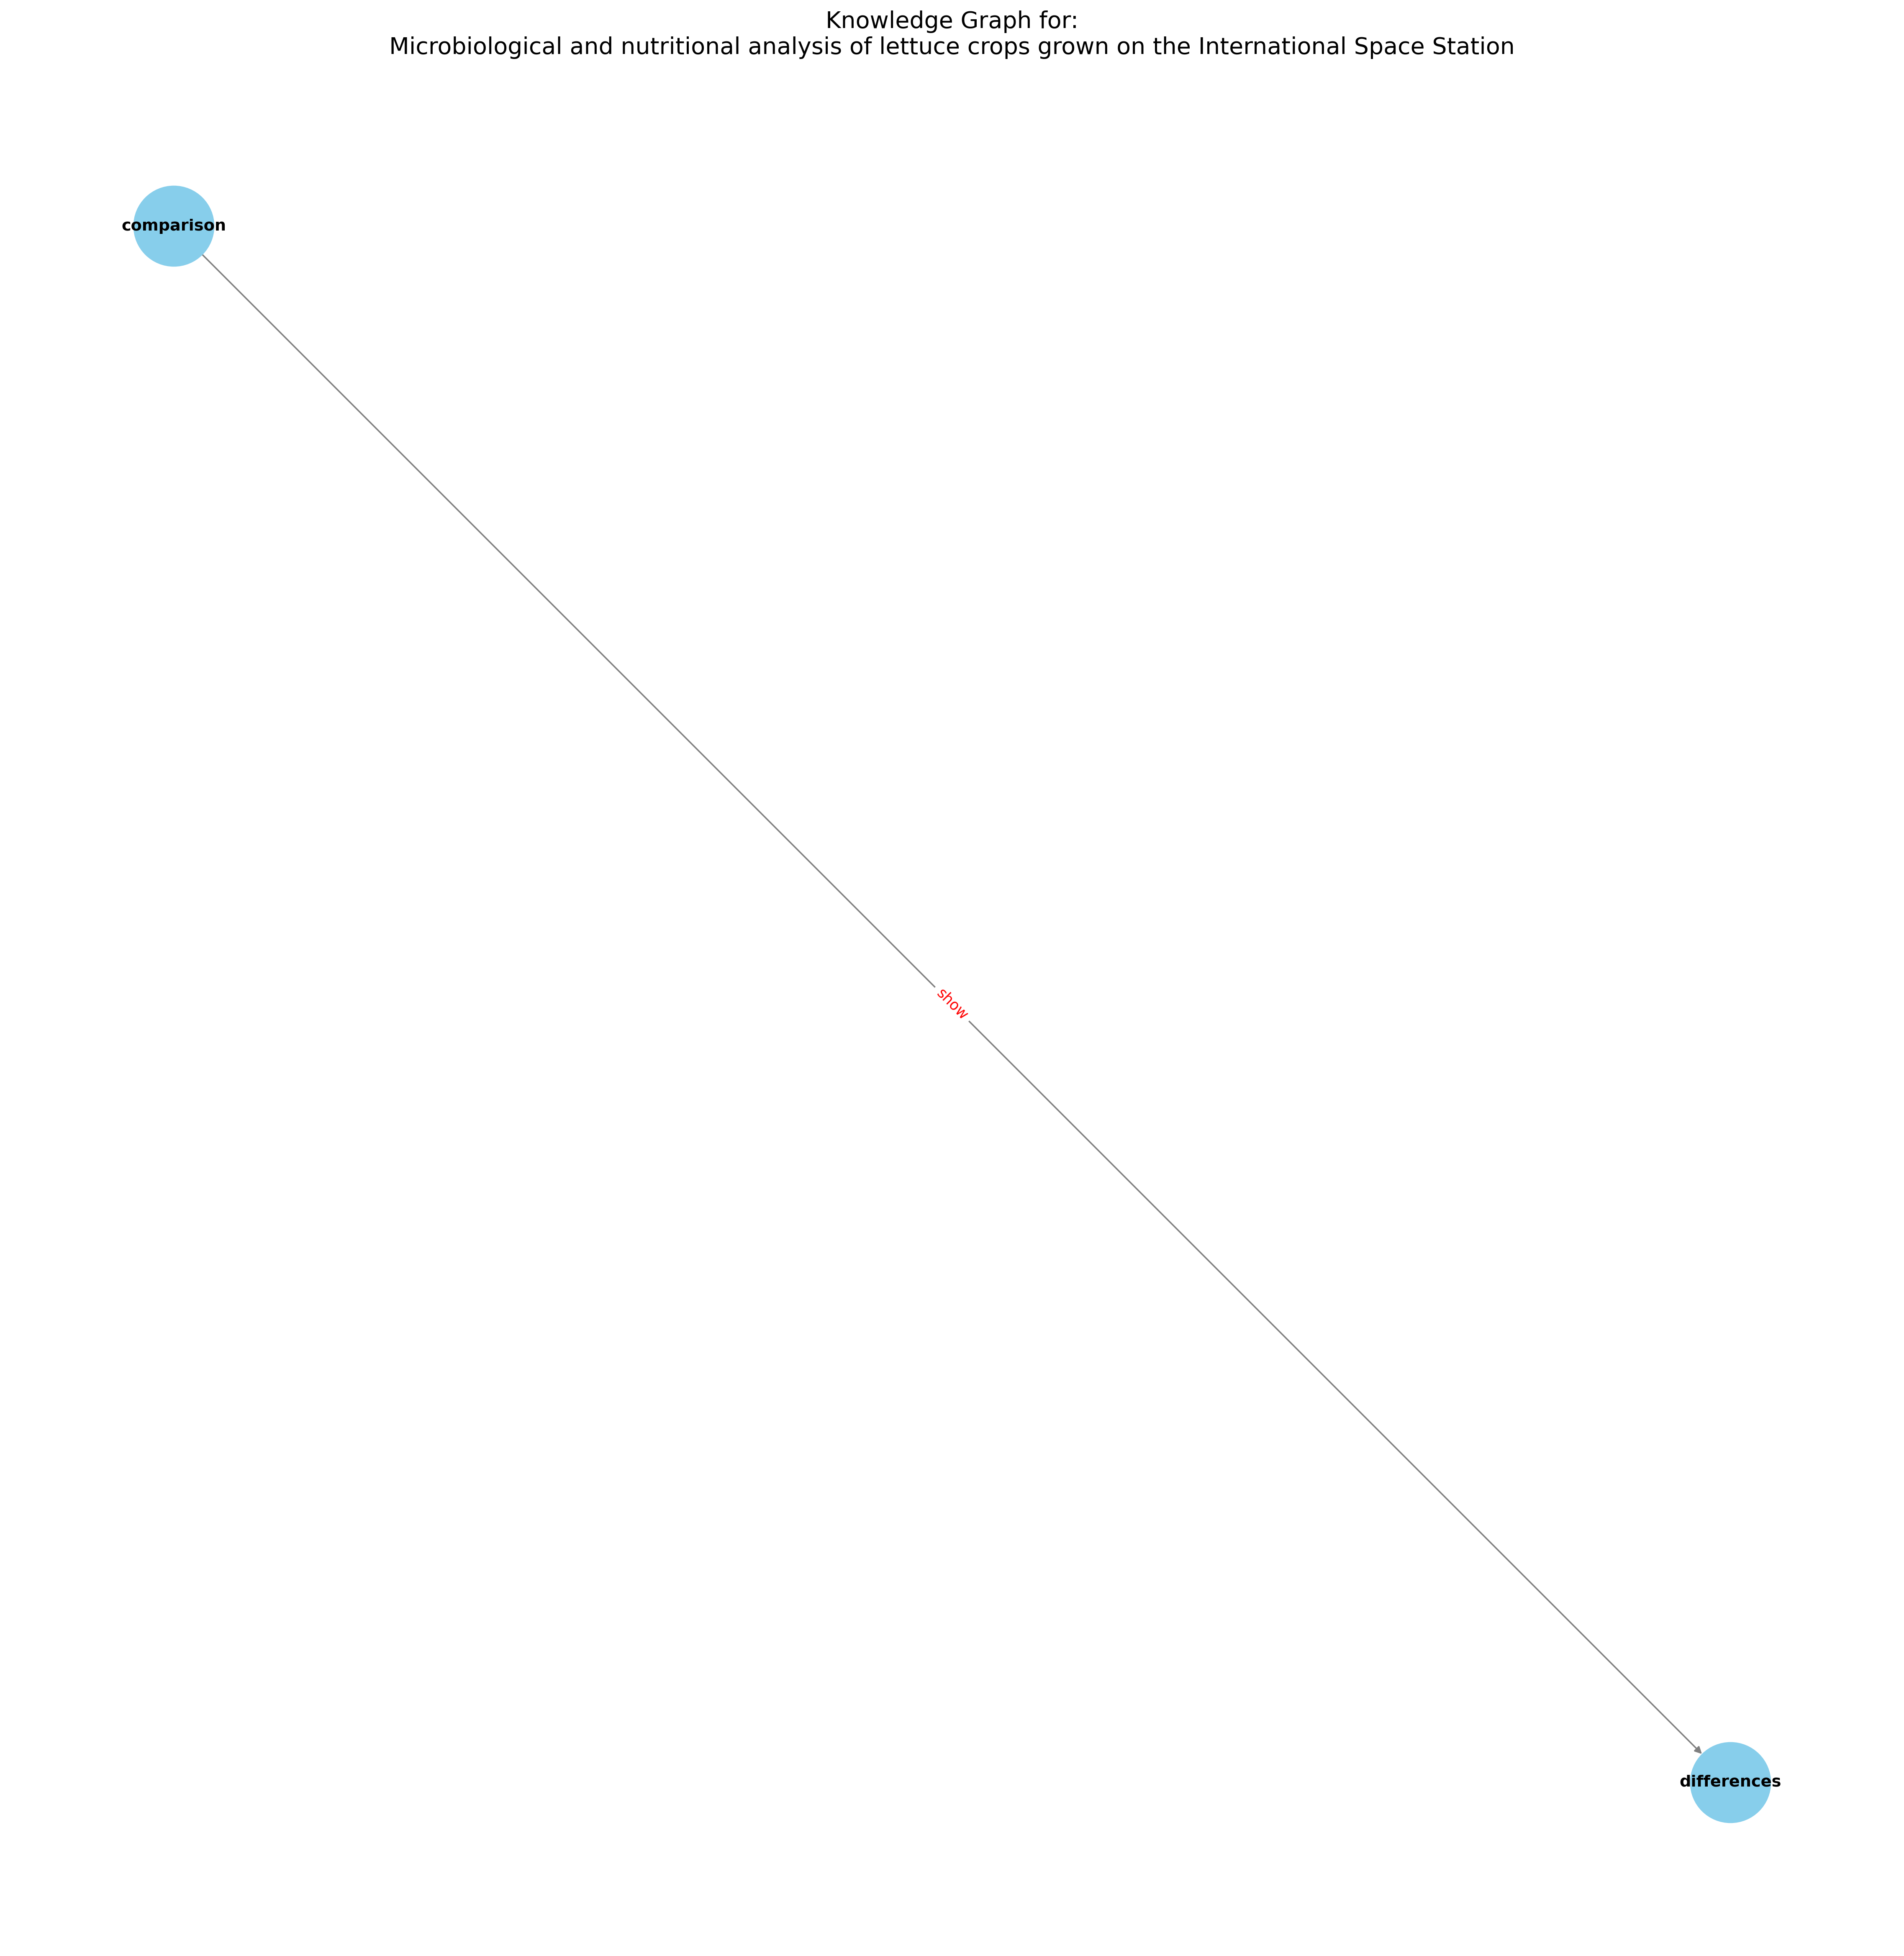 Knowledge Graph for:
Microbiological and nutritional analysis of lettuce crops grown on the International Space Station
comparison
show
differences